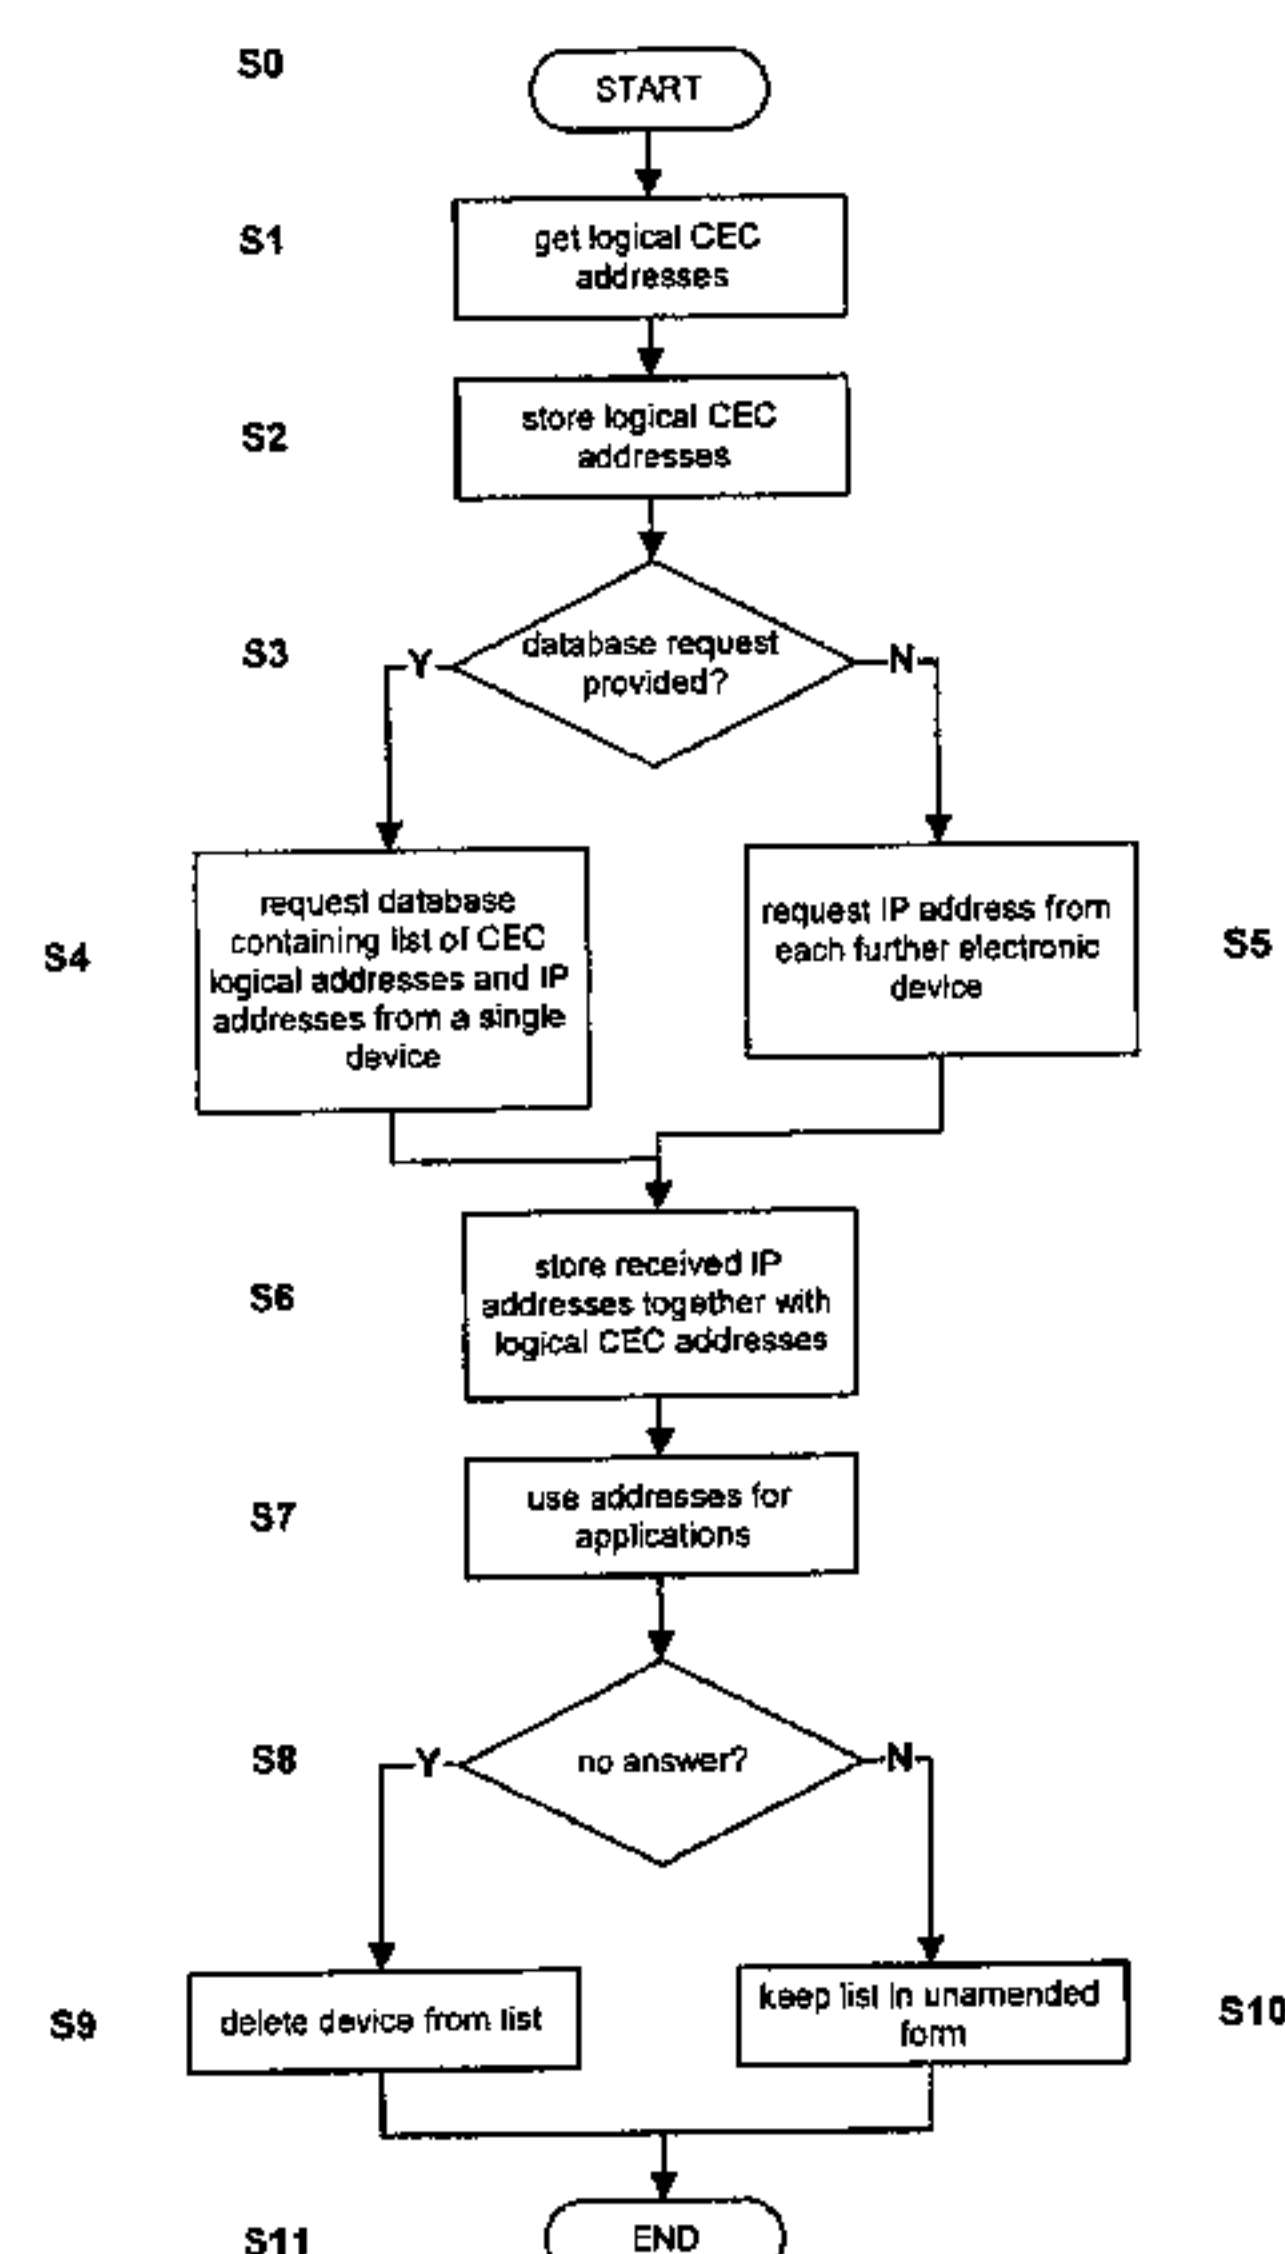 S0
START
S1
get logical CEC
addresses
S2
store logical CEC
addresses
S3
Y
database request
provided?
N
S4
request database
containing list of CEC
logical addresses and IP
addresses from a single
device
request IP address from
each further electronic
device
S5
S6
store received IP
addresses together with
logical CEC addresses
S7
use addresses for
applications
S8
Y
no answer?
N
S9
delete device from list
keep list in unamended
form
S10
S11
END